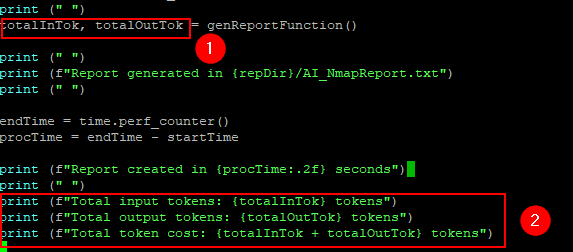 print (" ")
totalInTok, totalOutTok = genReportFunction()
1
print (" ")
print (f"Report generated in {repDir}/AI_NmapReport.txt")
print (" ")
endTime = time.perf_counter()
procTime = endTime - startTime
print (f"Report created in {procTime:.2f} seconds")
print (" ")
print (f"Total input tokens: {totalInTok} tokens")
print (f"Total output tokens: {totalOutTok} tokens")
2
print (f"Total token cost: {totalInTok + totalOutTok} tokens")